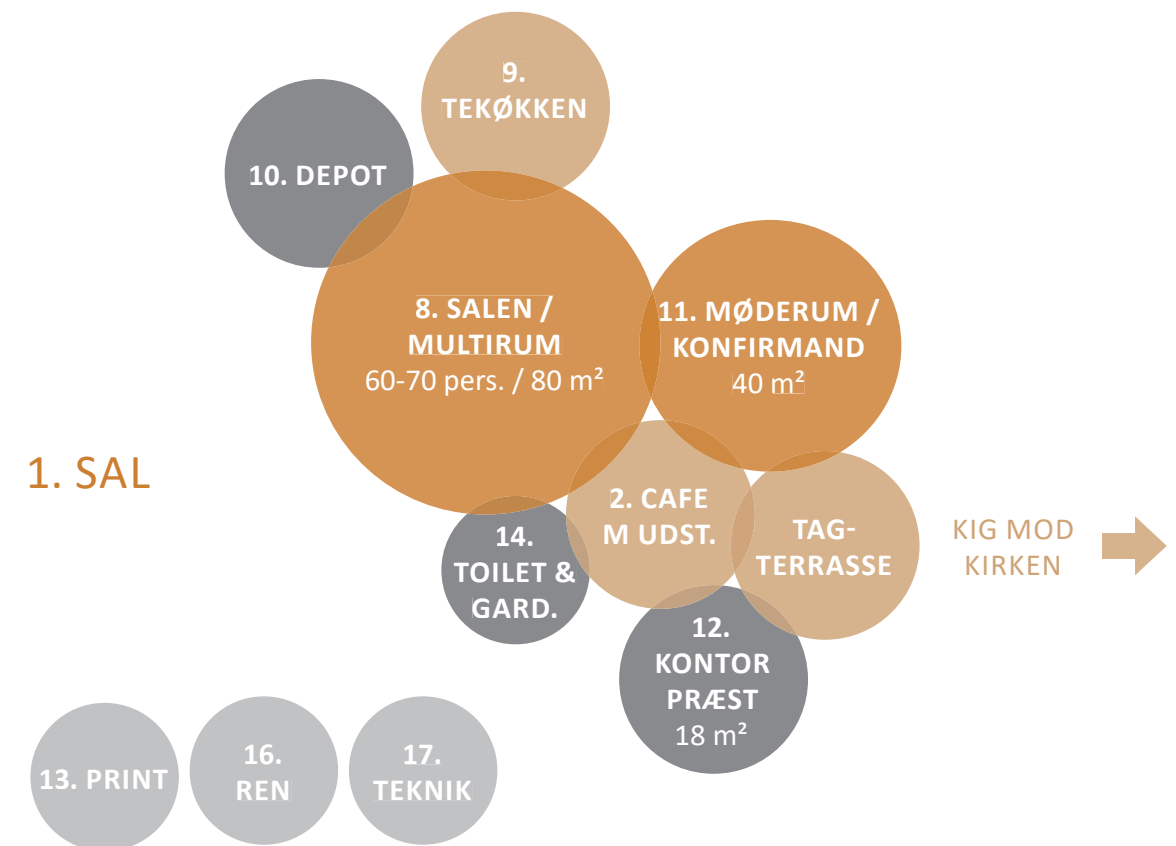 9.
TEKØKKEN
10. DEPOT
8. SALEN /
MULTIRUM
60-70 pers. / 80 m²
11. MØDERUM /
KONFIRMAND
40 m²
1. SAL
2. CAFE
M UDST.
TAG-
TERRASSE
KIG MOD
KIRKEN
14.
TOILET &
GARD.
12.
KONTOR
PRÆST
18 m²
13. PRINT
16.
REN
17.
TEKNIK